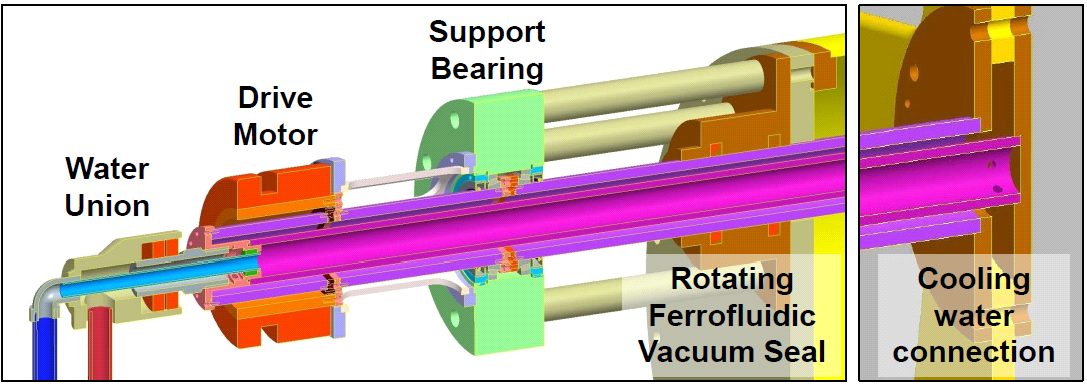 Support
Bearing
Drive
Motor
Water
Union
Rotating
Ferrofluidic
Vacuum Seal
Cooling
water
connection